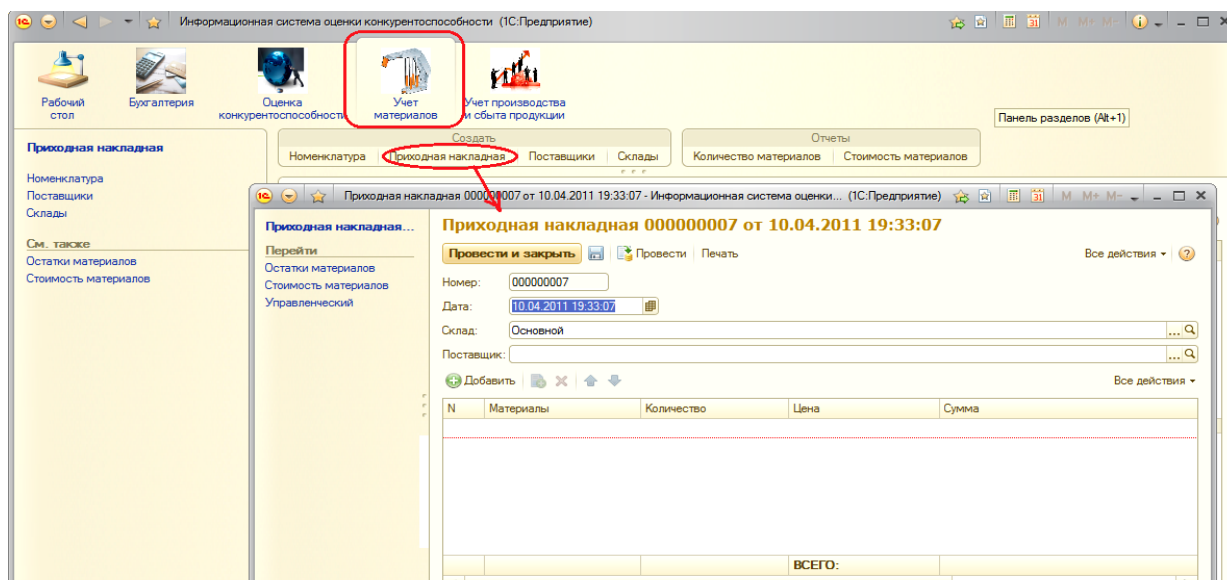 Информационная система оценки конкурентоспособности (1С:Предприятие)
M M+ M-
Рабочий стол
Бухгалтерия
Оценка конкурентоспособности
Учет материалов
Учет производства и сбыта продукции
Панель разделов (Alt+1)
Создать
Отчеты
Номенклатура Приходная накладная Поставщики Склады Количество материалов Стоимость материалов
Приходная накладная
Номенклатура
Поставщики
Склады
См. также
Остатки материалов
Стоимость материалов
Приходная накладная 000000007 от 10.04.2011 19:33:07 - Информационная система оценки... (1С:Предприятие) M M+ M-
Приходная накладная...
Перейти
Остатки материалов
Стоимость материалов
Управленческий
Приходная накладная 000000007 от 10.04.2011 19:33:07
Провести и закрыть Провести Печать Все действия
Номер: 000000007
Дата: 10.04.2011 19:33:07
Склад: Основной
Поставщик:
Добавить Все действия
N Материалы Количество Цена Сумма
ВСЕГО: